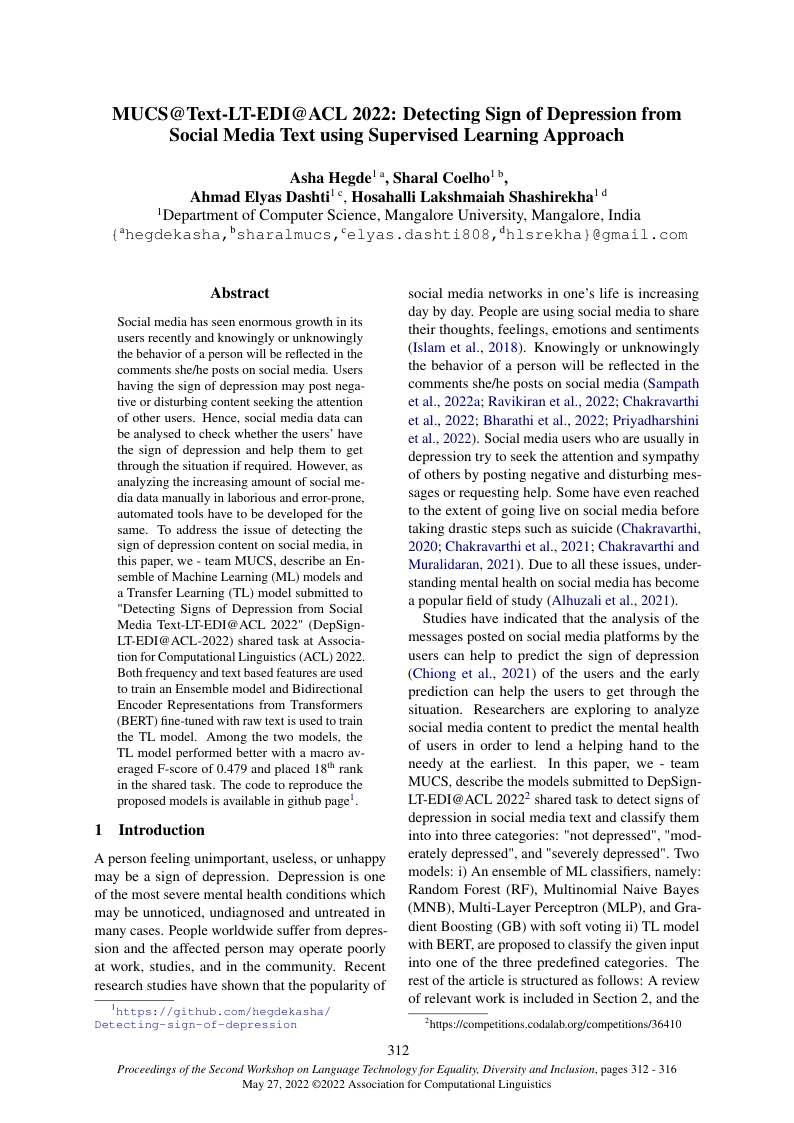 MUCS@Text-LT-EDI@ACL 2022: Detecting Sign of Depression from
Social Media Text using Supervised Learning Approach
Asha Hegde1 a, Sharal Coelho1 b,
Ahmad Elyas Dashti1 c, Hosahalli Lakshmaiah Shashirekha1 d
1Department of Computer Science, Mangalore University, Mangalore, India
{ahegdekasha,bsharalmucs,celyas.dashti808,dhlsrekha}@gmail.com
Abstract
Social media has seen enormous growth in its
users recently and knowingly or unknowingly
the behavior of a person will be reflected in the
comments she/he posts on social media. Users
having the sign of depression may post nega-
tive or disturbing content seeking the attention
of other users. Hence, social media data can
be analysed to check whether the users' have
the sign of depression and help them to get
through the situation if required. However, as
analyzing the increasing amount of social me-
dia data manually in laborious and error-prone,
automated tools have to be developed for the
same. To address the issue of detecting the
sign of depression content on social media, in
this paper, we - team MUCS, describe an En-
semble of Machine Learning (ML) models and
a Transfer Learning (TL) model submitted to
"Detecting Signs of Depression from Social
Media Text-LT-EDI@ACL 2022" (DepSign-
LT-EDI@ACL-2022) shared task at Associa-
tion for Computational Linguistics (ACL) 2022.
Both frequency and text based features are used
to train an Ensemble model and Bidirectional
Encoder Representations from Transformers
(BERT) fine-tuned with raw text is used to train
the TL model. Among the two models, the
TL model performed better with a macro av-
eraged F-score of 0.479 and placed 18th rank
in the shared task. The code to reproduce the
proposed models is available in github page1.
1 Introduction
A person feeling unimportant, useless, or unhappy
may be a sign of depression. Depression is one
of the most severe mental health conditions which
may be unnoticed, undiagnosed and untreated in
many cases. People worldwide suffer from depres-
sion and the affected person may operate poorly
at work, studies, and in the community. Recent
research studies have shown that the popularity of
1https://github.com/hegdekasha/
Detecting-sign-of-depression
social media networks in one's life is increasing
day by day. People are using social media to share
their thoughts, feelings, emotions and sentiments
(Islam et al., 2018). Knowingly or unknowingly
the behavior of a person will be reflected in the
comments she/he posts on social media (Sampath
et al., 2022a; Ravikiran et al., 2022; Chakravarthi
et al., 2022; Bharathi et al., 2022; Priyadharshini
et al., 2022). Social media users who are usually in
depression try to seek the attention and sympathy
of others by posting negative and disturbing mes-
sages or requesting help. Some have even reached
to the extent of going live on social media before
taking drastic steps such as suicide (Chakravarthi,
2020; Chakravarthi et al., 2021; Chakravarthi and
Muralidaran, 2021). Due to all these issues, under-
standing mental health on social media has become
a popular field of study (Alhuzali et al., 2021).
Studies have indicated that the analysis of the
messages posted on social media platforms by the
users can help to predict the sign of depression
(Chiong et al., 2021) of the users and the early
prediction can help the users to get through the
situation. Researchers are exploring to analyze
social media content to predict the mental health
of users in order to lend a helping hand to the
needy at the earliest. In this paper, we - team
MUCS, describe the models submitted to DepSign-
LT-EDI@ACL 20222 shared task to detect signs of
depression in social media text and classify them
into into three categories: "not depressed", "mod-
erately depressed", and "severely depressed". Two
models: i) An ensemble of ML classifiers, namely:
Random Forest (RF), Multinomial Naive Bayes
(MNB), Multi-Layer Perceptron (MLP), and Gra-
dient Boosting (GB) with soft voting ii) TL model
with BERT, are proposed to classify the given input
into one of the three predefined categories. The
rest of the article is structured as follows: A review
of relevant work is included in Section 2, and the
2https://competitions.codalab.org/competitions/36410
312
Proceedings of the Second Workshop on Language Technology for Equality, Diversity and Inclusion, pages 312 - 316
May 27, 2022 ©2022 Association for Computational Linguistics